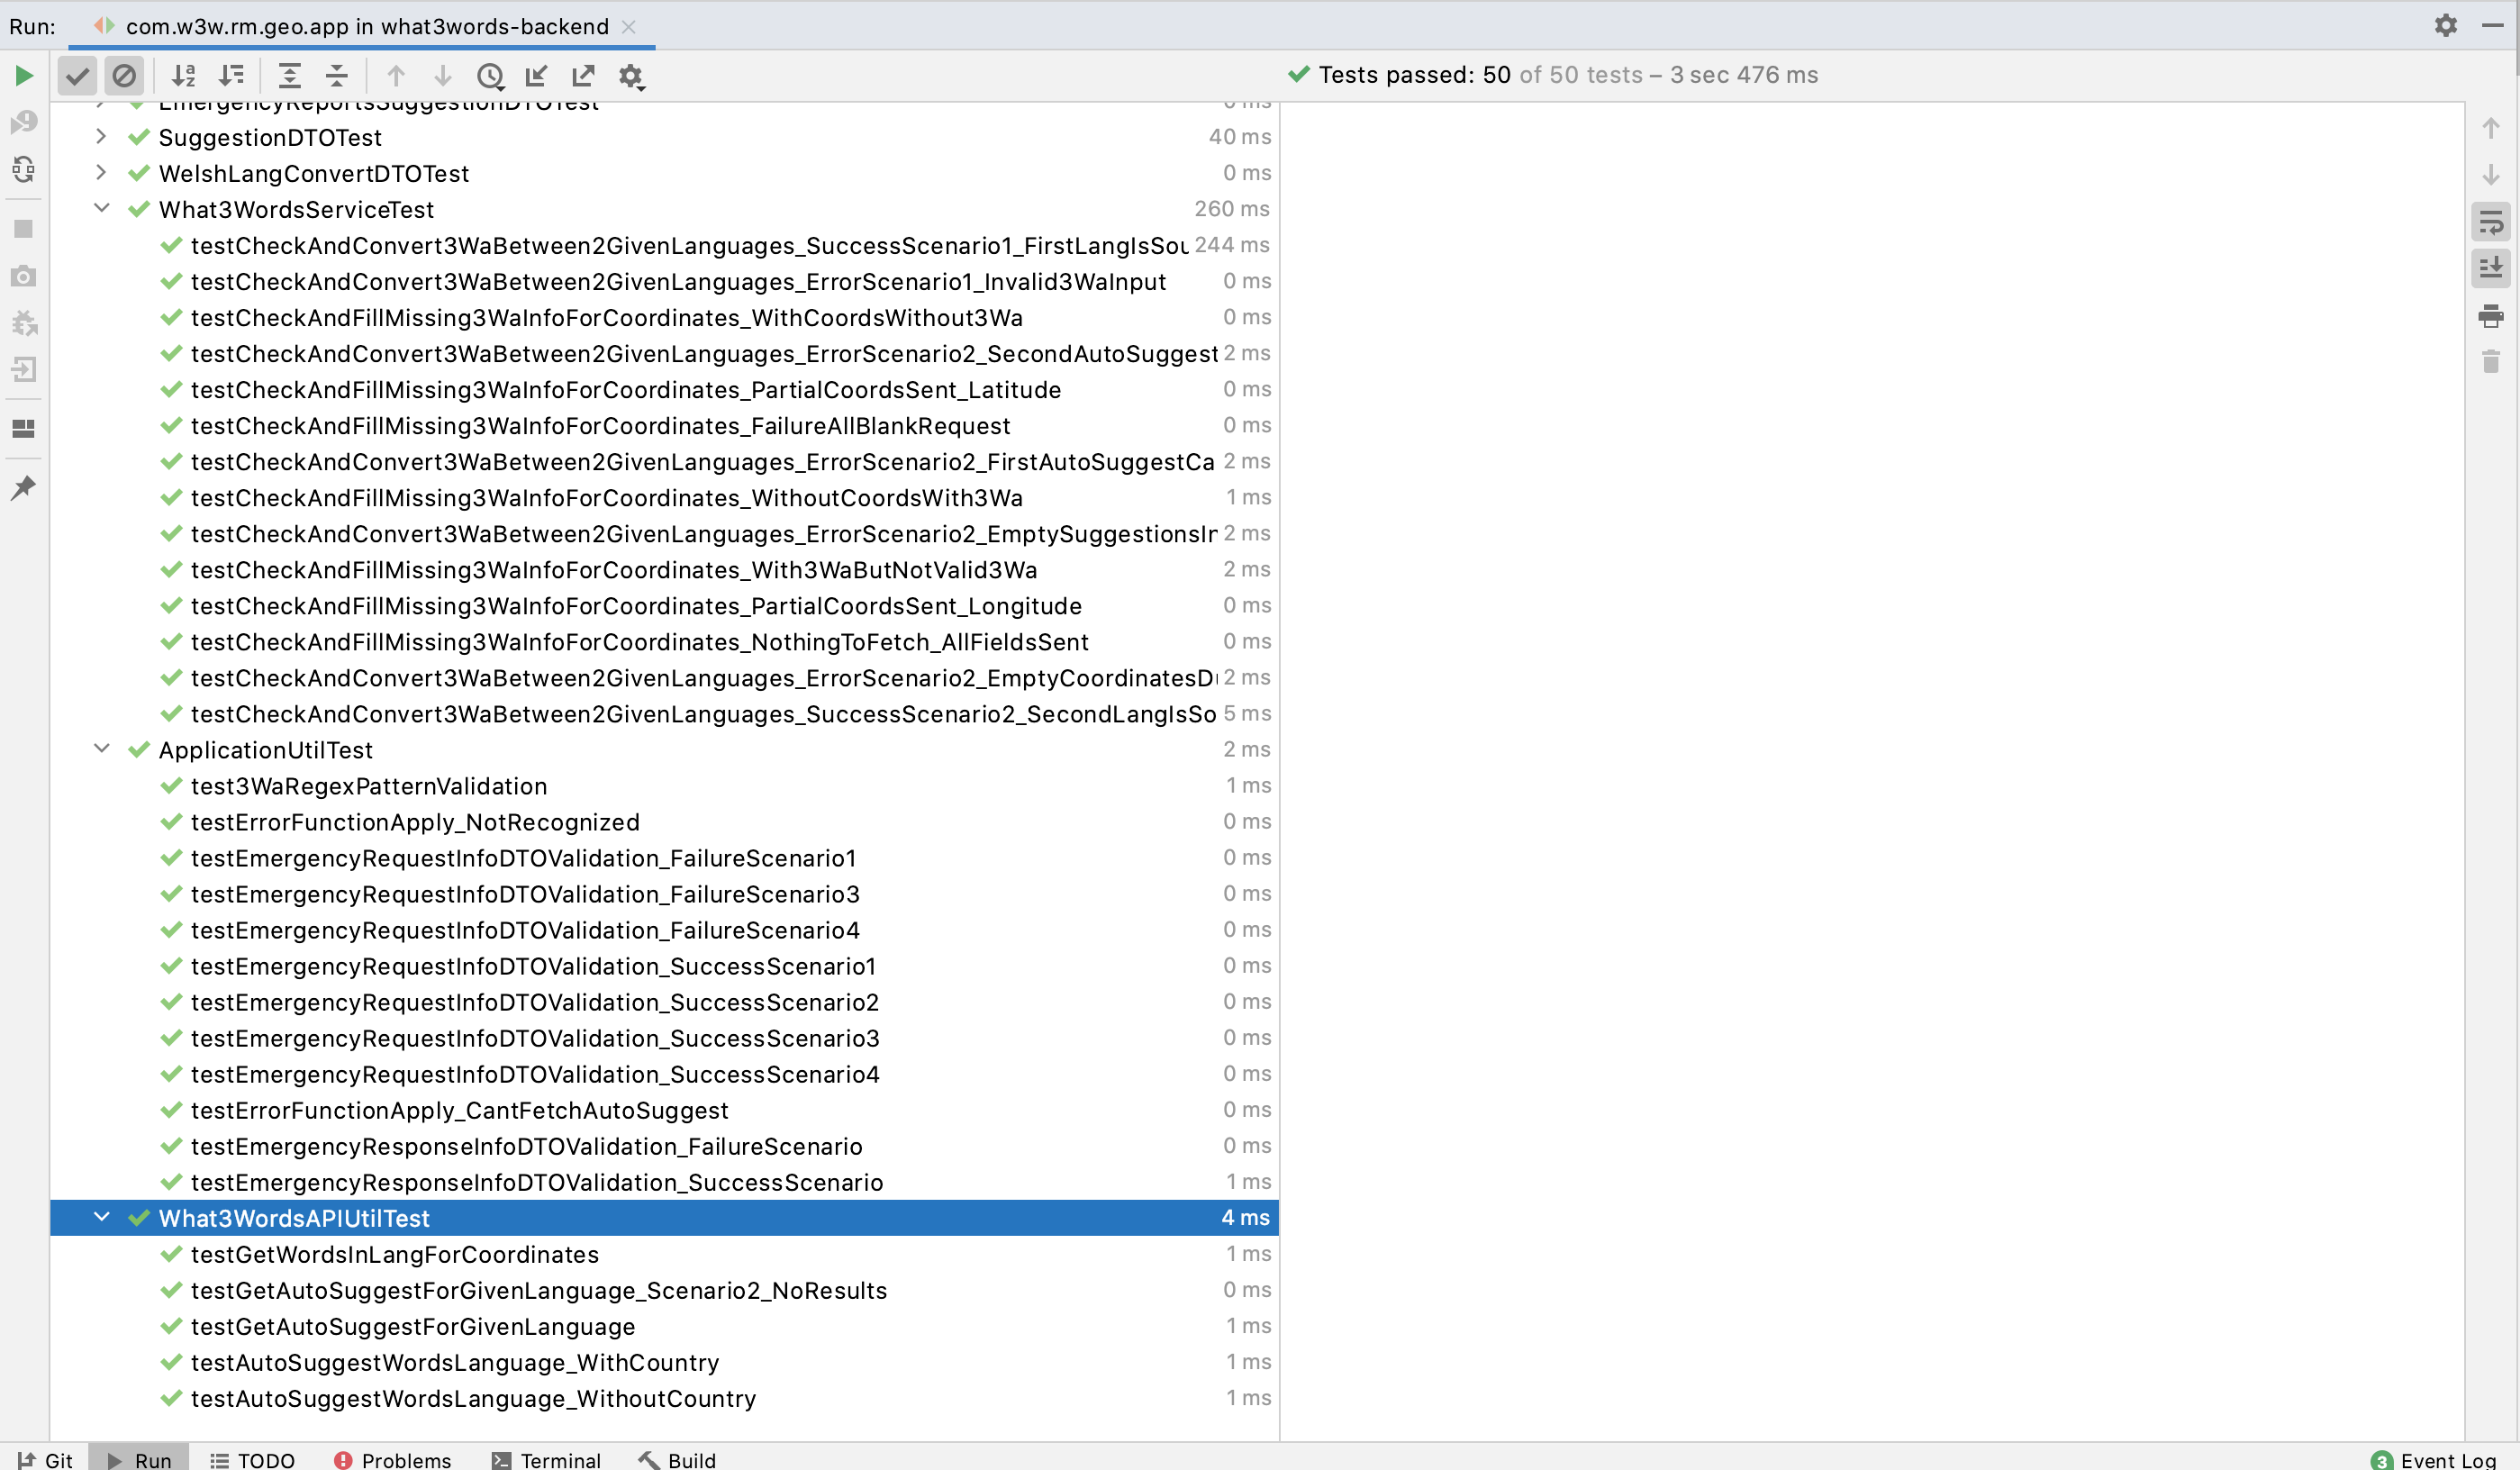 Run: com.w3w.rm.geo.app in what3words-backend
Tests passed: 50 of 50 tests – 3 sec 476 ms
EmergencyReportsSuggestionDTOTest 0 ms
SuggestionDTOTest 40 ms
WelshLangConvertDTOTest 0 ms
What3WordsServiceTest 260 ms
testCheckAndConvert3WaBetween2GivenLanguages_SuccessScenario1_FirstLangIsSou 244 ms
testCheckAndConvert3WaBetween2GivenLanguages_ErrorScenario1_Invalid3WaInput 0 ms
testCheckAndFillMissing3WaInfoForCoordinates_WithCoordsWithout3Wa 0 ms
testCheckAndConvert3WaBetween2GivenLanguages_ErrorScenario2_SecondAutoSuggest 2 ms
testCheckAndFillMissing3WaInfoForCoordinates_PartialCoordsSent_Latitude 0 ms
testCheckAndFillMissing3WaInfoForCoordinates_FailureAllBlankRequest 0 ms
testCheckAndConvert3WaBetween2GivenLanguages_ErrorScenario2_FirstAutoSuggestCa 2 ms
testCheckAndFillMissing3WaInfoForCoordinates_WithoutCoordsWith3Wa 1 ms
testCheckAndConvert3WaBetween2GivenLanguages_ErrorScenario2_EmptySuggestionsIn 2 ms
testCheckAndFillMissing3WaInfoForCoordinates_With3WaButNotValid3Wa 2 ms
testCheckAndFillMissing3WaInfoForCoordinates_PartialCoordsSent_Longitude 0 ms
testCheckAndFillMissing3WaInfoForCoordinates_NothingToFetch_AllFieldsSent 0 ms
testCheckAndConvert3WaBetween2GivenLanguages_ErrorScenario2_EmptyCoordinatesDu 2 ms
testCheckAndConvert3WaBetween2GivenLanguages_SuccessScenario2_SecondLangIsSo 5 ms
ApplicationUtilTest 2 ms
test3WaRegexPatternValidation 1 ms
testErrorFunctionApply_NotRecognized 0 ms
testEmergencyRequestInfoDTOValidation_FailureScenario1 0 ms
testEmergencyRequestInfoDTOValidation_FailureScenario3 0 ms
testEmergencyRequestInfoDTOValidation_FailureScenario4 0 ms
testEmergencyRequestInfoDTOValidation_SuccessScenario1 0 ms
testEmergencyRequestInfoDTOValidation_SuccessScenario2 0 ms
testEmergencyRequestInfoDTOValidation_SuccessScenario3 0 ms
testEmergencyRequestInfoDTOValidation_SuccessScenario4 0 ms
testErrorFunctionApply_CantFetchAutoSuggest 0 ms
testEmergencyResponseInfoDTOValidation_FailureScenario 0 ms
testEmergencyResponseInfoDTOValidation_SuccessScenario 1 ms
What3WordsAPIUtilTest 4 ms
testGetWordsInLangForCoordinates 1 ms
testGetAutoSuggestForGivenLanguage_Scenario2_NoResults 0 ms
testGetAutoSuggestForGivenLanguage 1 ms
testAutoSuggestWordsLanguage_WithCountry 1 ms
testAutoSuggestWordsLanguage_WithoutCountry 1 ms
Git Run TODO Problems Terminal Build 3 Event Log